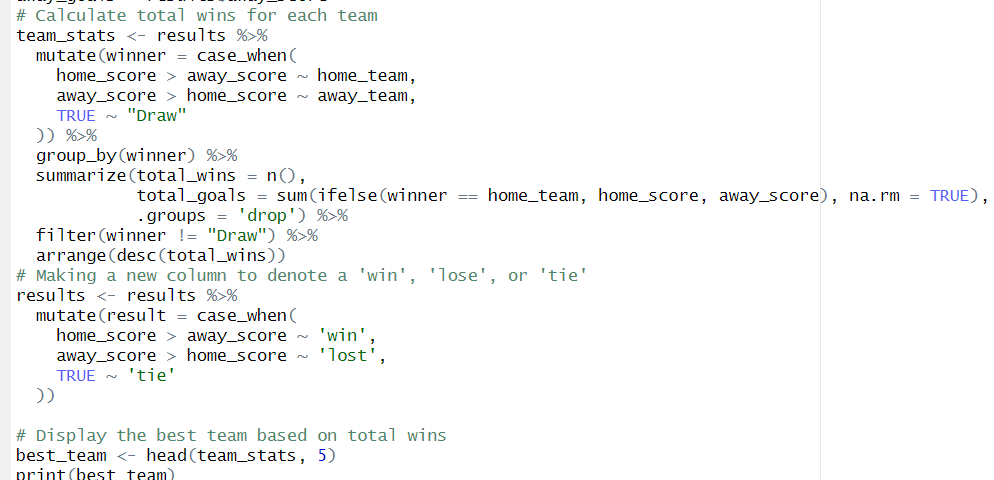 # Calculate total wins for each team
team_stats <- results %>%
  mutate(winner = case_when(
    home_score > away_score ~ home_team,
    away_score > home_score ~ away_team,
    TRUE ~ "Draw"
  )) %>%
  group_by(winner) %>%
  summarize(total_wins = n(),
            total_goals = sum(ifelse(winner == home_team, home_score, away_score), na.rm = TRUE),
            .groups = 'drop') %>%
  filter(winner != "Draw") %>%
  arrange(desc(total_wins))
# Making a new column to denote a 'win', 'lose', or 'tie'
results <- results %>%
  mutate(result = case_when(
    home_score > away_score ~ 'win',
    away_score > home_score ~ 'lost',
    TRUE ~ 'tie'
  ))
# Display the best team based on total wins
best_team <- head(team_stats, 5)
print(best_team)